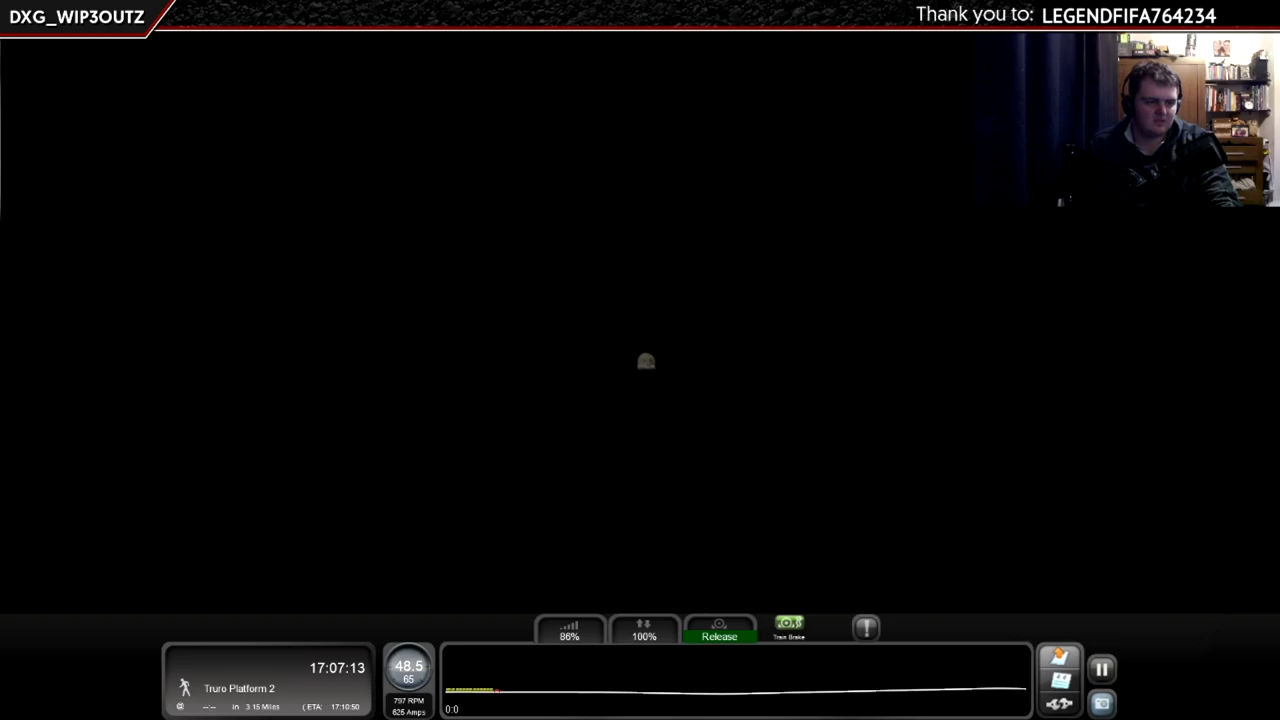 DXG_WIP3OUTZ
Thank you to: LEGENDFIFA764234
86%
100%
Release
Train Brake
17:07:13
Truro Platform 2
@ --:-- in 3.15 Miles ( ETA: 17:10:50
48.5
65
797 RPM
625 Amps
0:0